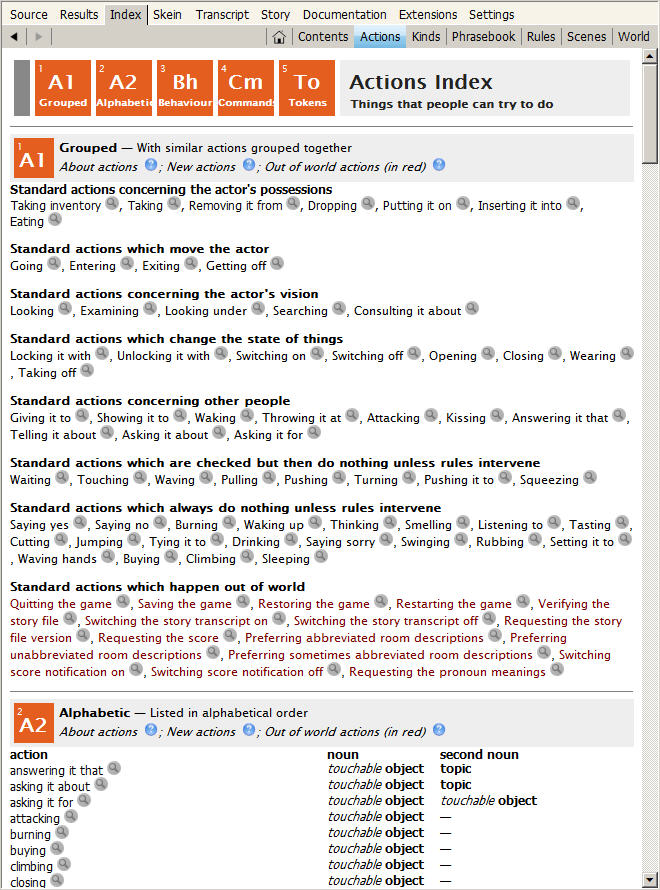 Source Results Index Skein Transcript Story Documentation Extensions Settings
Contents Actions Kinds Phrasebook Rules Scenes World
1 A1 Grouped
2 A2 Alphabetic
3 Bh Behaviour
4 Cm Commands
5 To Tokens
Actions Index
Things that people can try to do
1 A1
Grouped — With similar actions grouped together
About actions ?; New actions ?; Out of world actions (in red) ?
Standard actions concerning the actor's possessions
Taking inventory, Taking, Removing it from, Dropping, Putting it on, Inserting it into,
Eating
Standard actions which move the actor
Going, Entering, Exiting, Getting off
Standard actions concerning the actor's vision
Looking, Examining, Looking under, Searching, Consulting it about
Standard actions which change the state of things
Locking it with, Unlocking it with, Switching on, Switching off, Opening, Closing, Wearing
, Taking off
Standard actions concerning other people
Giving it to, Showing it to, Waking, Throwing it at, Attacking, Kissing, Answering it that,
Telling it about, Asking it about, Asking it for
Standard actions which are checked but then do nothing unless rules intervene
Waiting, Touching, Waving, Pulling, Pushing, Turning, Pushing it to, Squeezing
Standard actions which always do nothing unless rules intervene
Saying yes, Saying no, Burning, Waking up, Thinking, Smelling, Listening to, Tasting,
Cutting, Jumping, Tying it to, Drinking, Saying sorry, Swinging, Rubbing, Setting it to
, Waving hands, Buying, Climbing, Sleeping
Standard actions which happen out of world
Quitting the game, Saving the game, Restoring the game, Restarting the game, Verifying the
story file, Switching the story transcript on, Switching the story transcript off, Requesting the story
file version, Requesting the score, Preferring abbreviated room descriptions, Preferring
unabbreviated room descriptions, Preferring sometimes abbreviated room descriptions, Switching
score notification on, Switching score notification off, Requesting the pronoun meanings
2 A2
Alphabetic — Listed in alphabetical order
About actions ?; New actions ?; Out of world actions (in red) ?
action noun second noun
answering it that touchable object topic
asking it about touchable object topic
asking it for touchable object touchable object
attacking touchable object —
burning touchable object —
buying touchable object —
climbing touchable object —
closing touchable object —